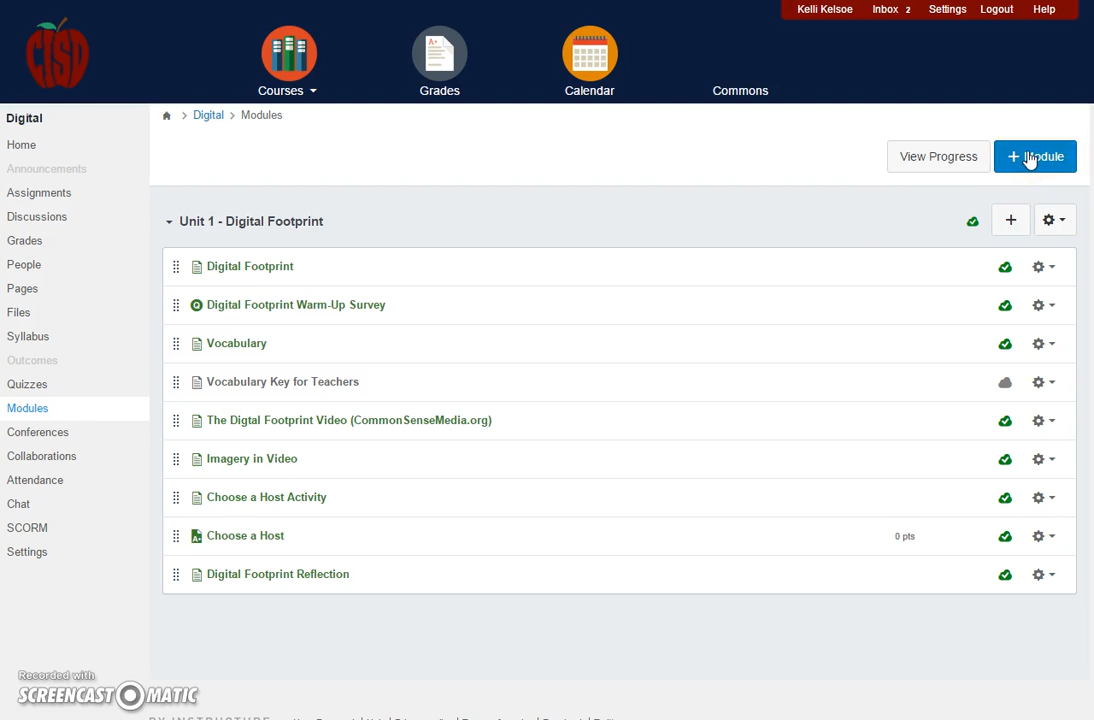 Kelli Kelsoe Inbox 2 Settings Logout Help
CISD
Courses Grades Calendar Commons
Digital
Digital > Modules
Home
Announcements
Assignments
Discussions
Grades
People
Pages
Files
Syllabus
Outcomes
Quizzes
Modules
Conferences
Collaborations
Attendance
Chat
SCORM
Settings
View Progress
+ Module
Unit 1 - Digital Footprint
Digital Footprint
Digital Footprint Warm-Up Survey
Vocabulary
Vocabulary Key for Teachers
The Digtal Footprint Video (CommonSenseMedia.org)
Imagery in Video
Choose a Host Activity
Choose a Host 0 pts
Digital Footprint Reflection
Recorded with
SCREENCAST O MATIC
BY INSTRUCTURE